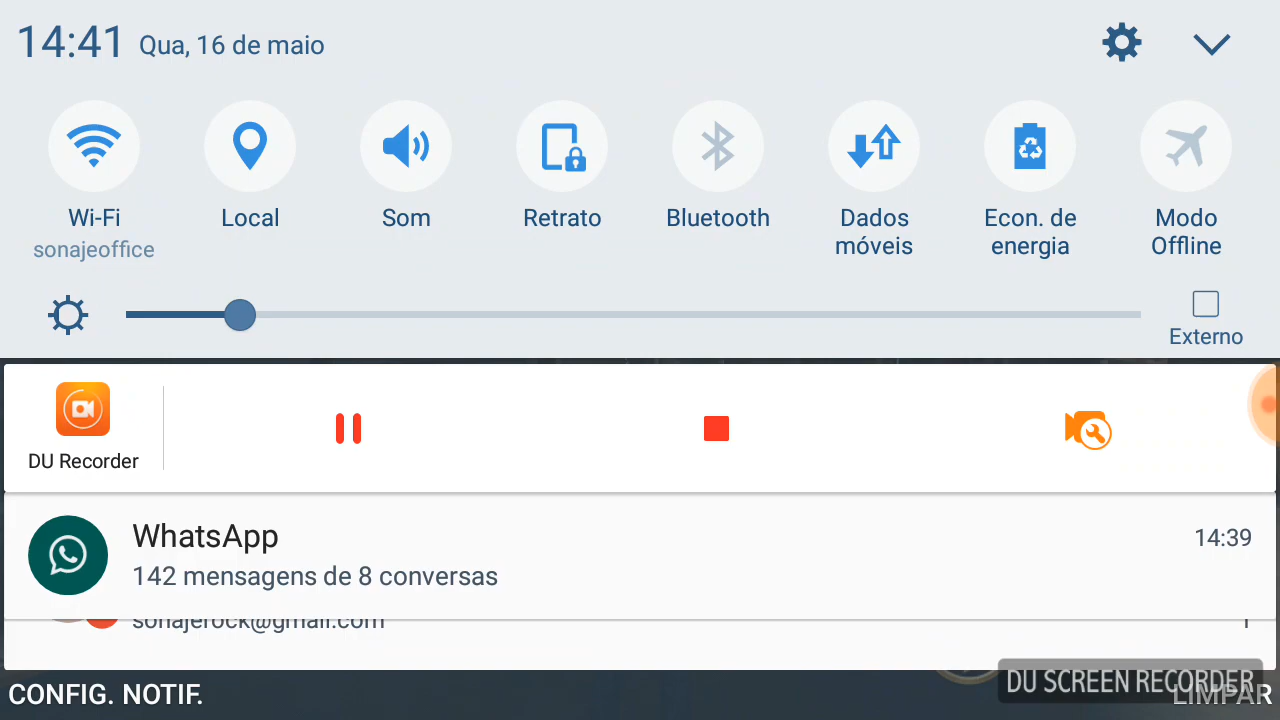 14:41 Qua, 16 de maio
Wi-Fi
sonajeoffice
Local
Som
Retrato
Bluetooth
Dados
móveis
Econ. de
energia
Modo
Offline
Externo
DU Recorder
WhatsApp
14:39
142 mensagens de 8 conversas
sonajerock@gmail.com
1
CONFIG. NOTIF.
DU SCREEN RECORDER
LIMPAR